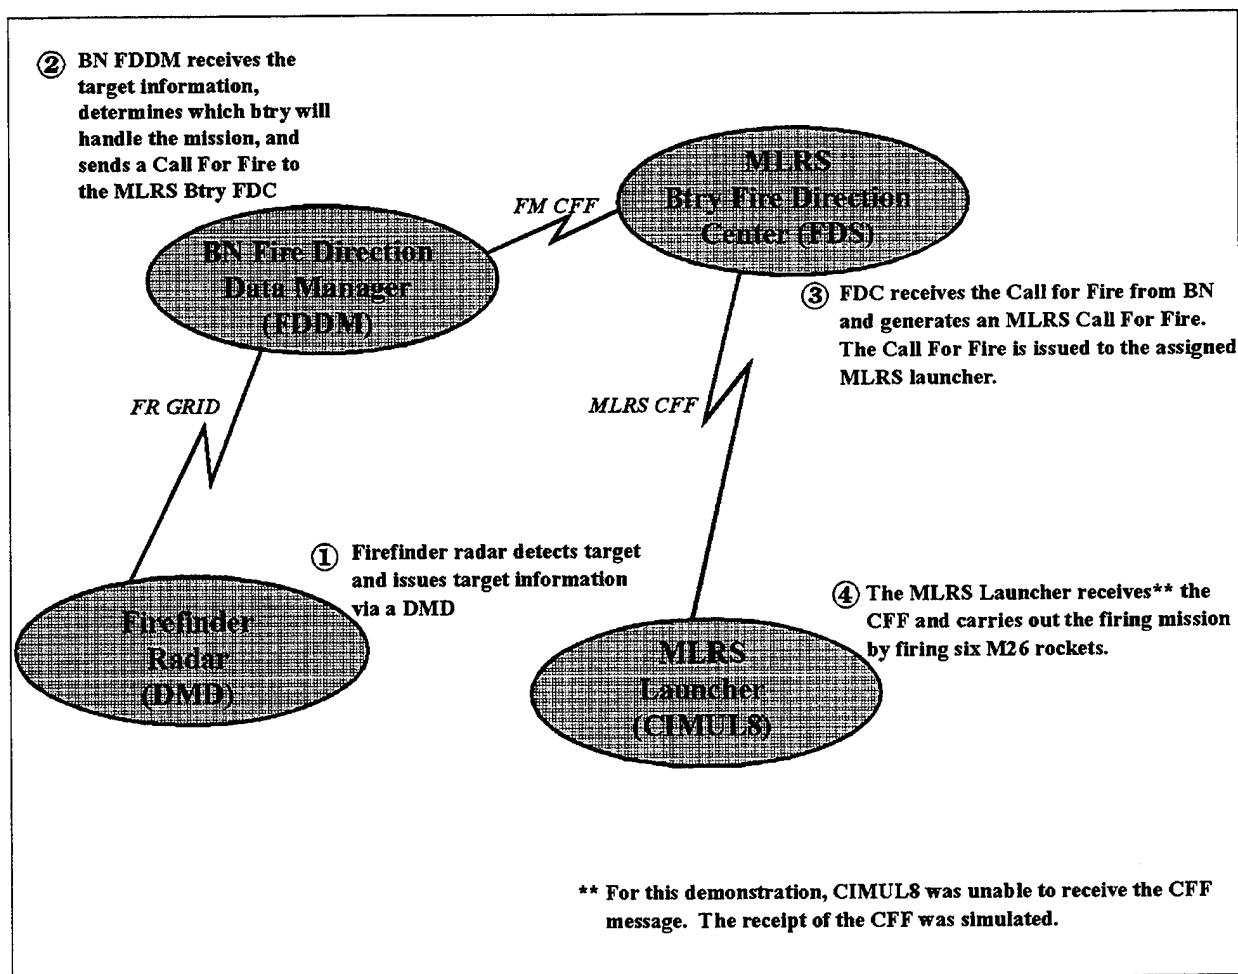 ② BN FDDM receives the
target information,
determines which btry will
handle the mission, and
sends a Call For Fire to
the MLRS Btry FDC
MLRS
Btry Fire Direction
Center (FDS)
FM CFF
BN Fire Direction
Data Manager
(FDDM)
③ FDC receives the Call for Fire from BN
and generates an MLRS Call For Fire.
The Call For Fire is issued to the assigned
MLRS launcher.
FR GRID
MLRS CFF
① Firefinder radar detects target
and issues target information
via a DMD
Firefinder
Radar
(DMD)
④ The MLRS Launcher receives** the
CFF and carries out the firing mission
by firing six M26 rockets.
MLRS
Launcher
(CIMUL8)
** For this demonstration, CIMUL8 was unable to receive the CFF
message. The receipt of the CFF was simulated.